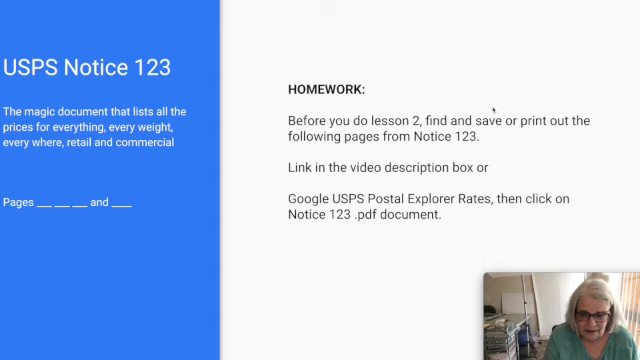 USPS Notice 123
The magic document that lists all the
prices for everything, every weight,
every where, retail and commercial
Pages ___ ___ ___ and ____
HOMEWORK:
Before you do lesson 2, find and save or print out the
following pages from Notice 123.
Link in the video description box or
Google USPS Postal Explorer Rates, then click on
Notice 123 .pdf document.